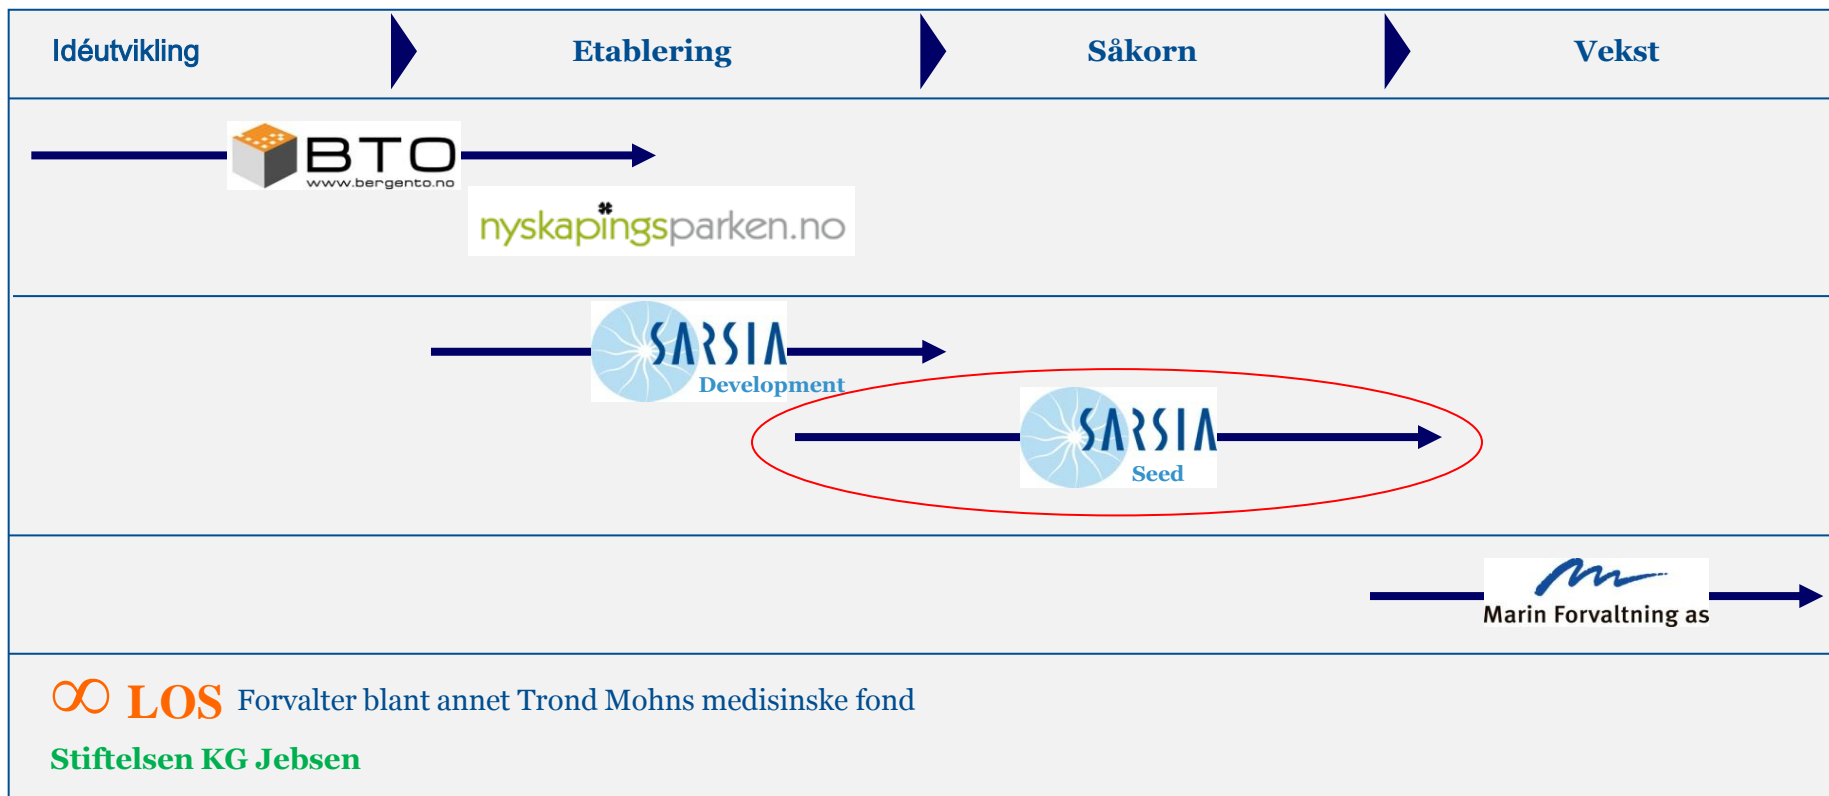 Idéutvikling
Etablering
Såkorn
Vekst
BTO
www.bergento.no
nyskapingsparken.no
SARSIA
Development
SARSIA
Seed
Marin Forvaltning as
∞ LOS Forvalter blant annet Trond Mohns medisinske fond
Stiftelsen KG Jebsen